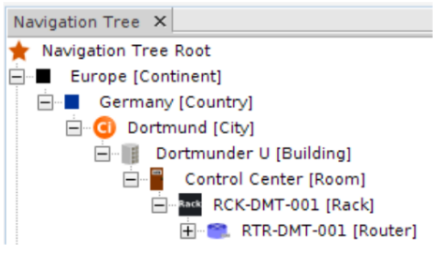 Navigation Tree X
Navigation Tree Root
Europe [Continent]
Germany [Country]
Ci Dortmund [City]
Dortmunder U [Building]
Control Center [Room]
Rack RCK-DMT-001 [Rack]
RTR-DMT-001 [Router]